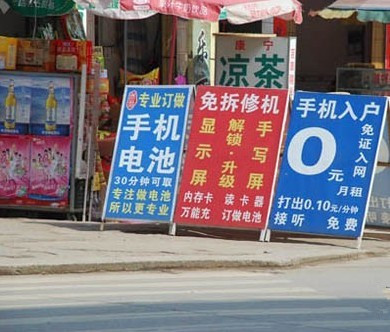 康宁
凉茶
专业订做
手机
电池
30分钟可取
专注做电池
所以更专业
免拆修机
显示屏
解锁·升级
手写屏
内存卡 读卡器
万能充 订做电池
手机入户
0元
月租
免证入网
打出0.10元/分钟
接听 免费